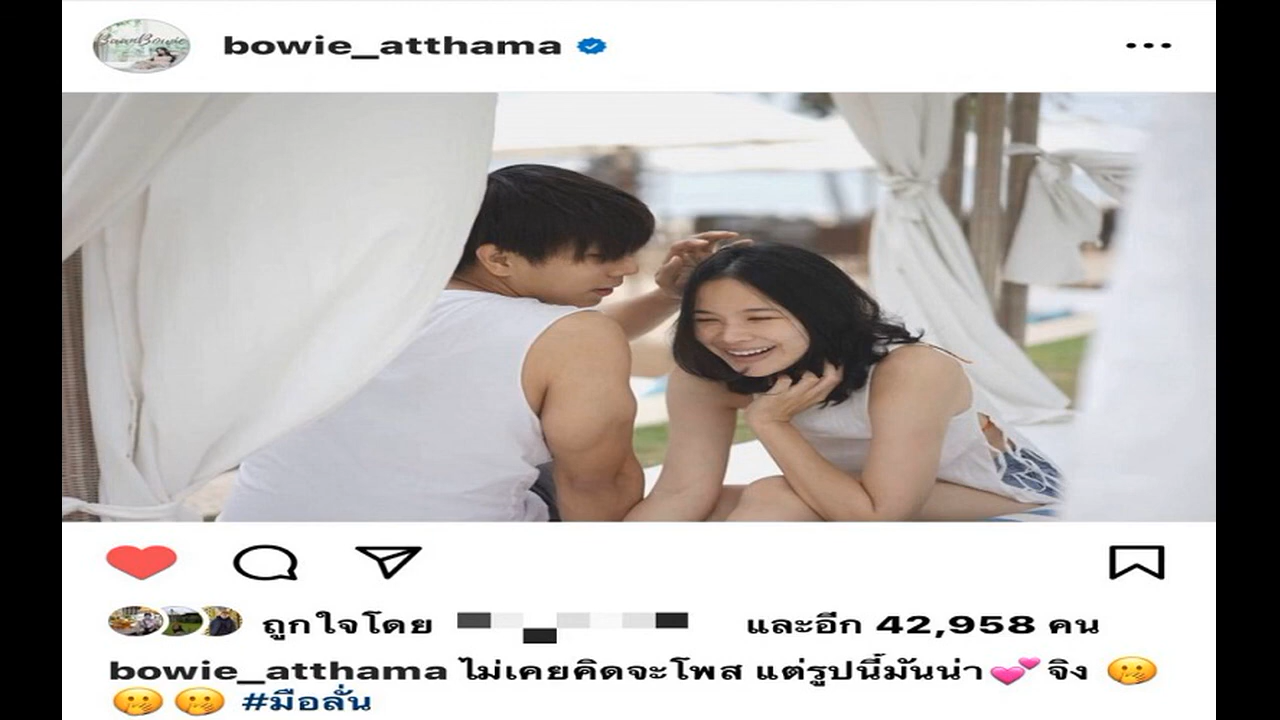 bowie_atthama
ถูกใจโดย และอีก 42,958 คน
bowie_atthama ไม่เคยคิดจะโพส แต่รูปนี้มันน่า💕จิง 🤭
🤭🤭 #มือลั่น